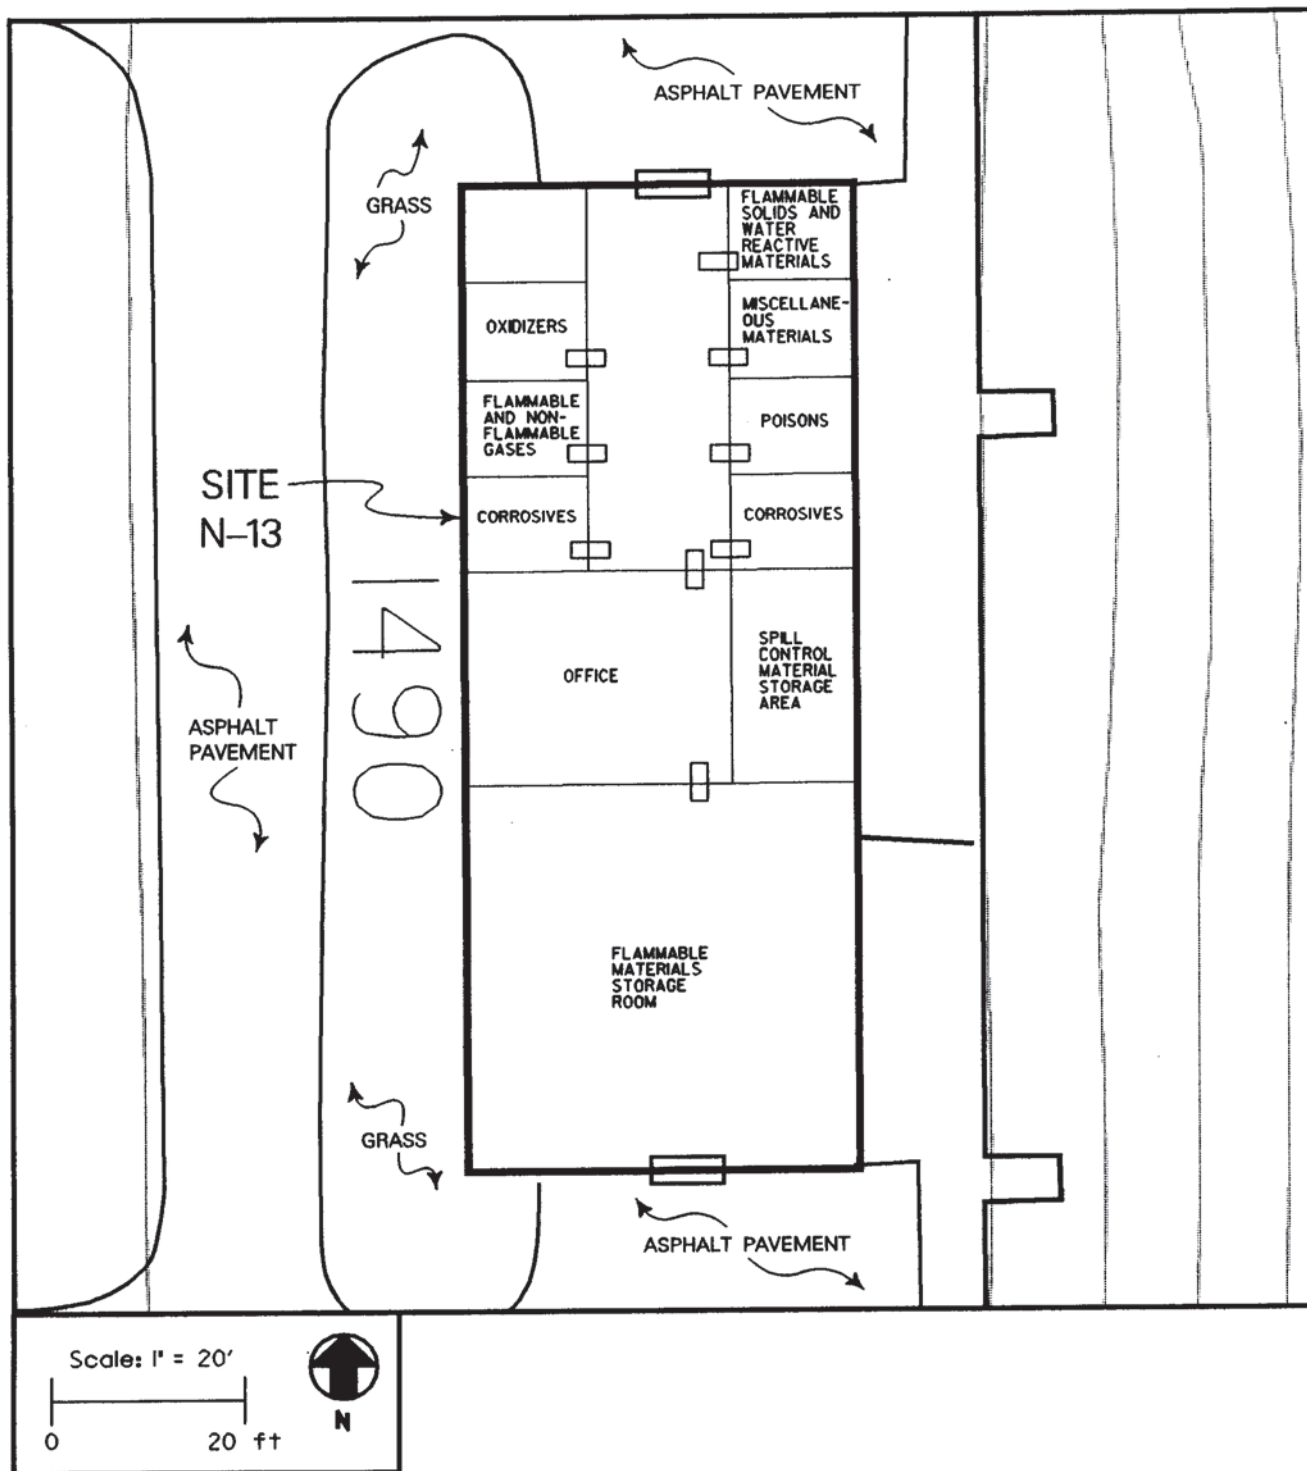 ASPHALT PAVEMENT
GRASS
FLAMMABLE
SOLIDS AND
WATER
REACTIVE
MATERIALS
OXIDIZERS
MISCELLANE-
OUS
MATERIALS
FLAMMABLE
AND NON-
FLAMMABLE
GASES
POISONS
SITE
N-13
CORROSIVES
CORROSIVES
1490
OFFICE
SPILL
CONTROL
MATERIAL
STORAGE
AREA
ASPHALT
PAVEMENT
FLAMMABLE
MATERIALS
STORAGE
ROOM
GRASS
ASPHALT PAVEMENT
Scale: 1" = 20'
0 20 ft
N